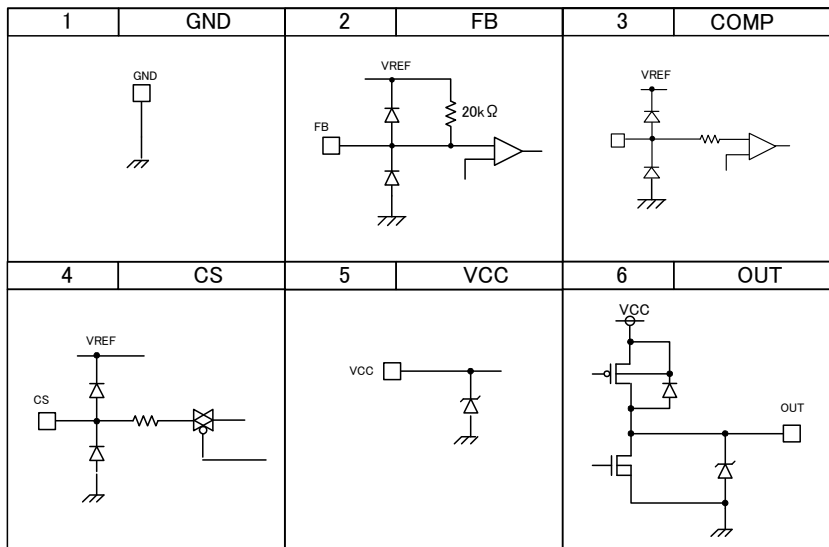 1 GND 2 FB 3 COMP
GND
VREF
20kΩ
FB
VREF
4 CS 5 VCC 6 OUT
VREF
CS
VCC
VCC
OUT